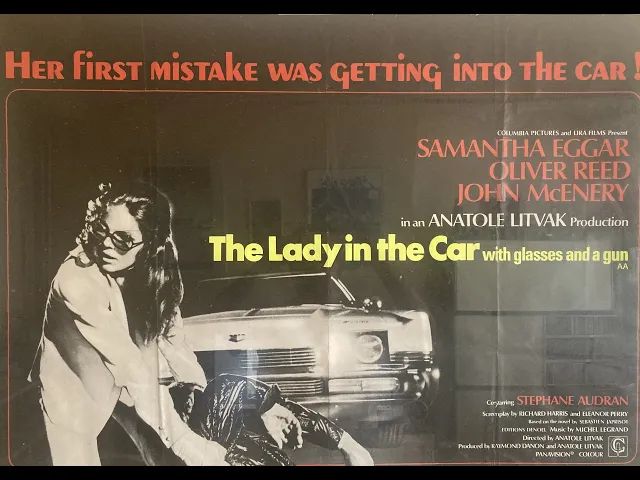 HER FIRST MISTAKE WAS GETTING INTO THE CAR !
COLUMBIA PICTURES and LIRA FILMS Present
SAMANTHA EGGAR
OLIVER REED
JOHN McENERY
in an ANATOLE LITVAK Production
The Lady in the Car with glasses and a gun
AA
Co-starring STEPHANE AUDRAN
Screenplay by RICHARD HARRIS and ELEANOR PERRY
Based on the novel by SEBASTIEN JAPRISOT
EDITIONS DENOEL Music by MICHEL LEGRAND
Directed by ANATOLE LITVAK
Produced by RAYMOND DANON and ANATOLE LITVAK
PANAVISION® COLOUR